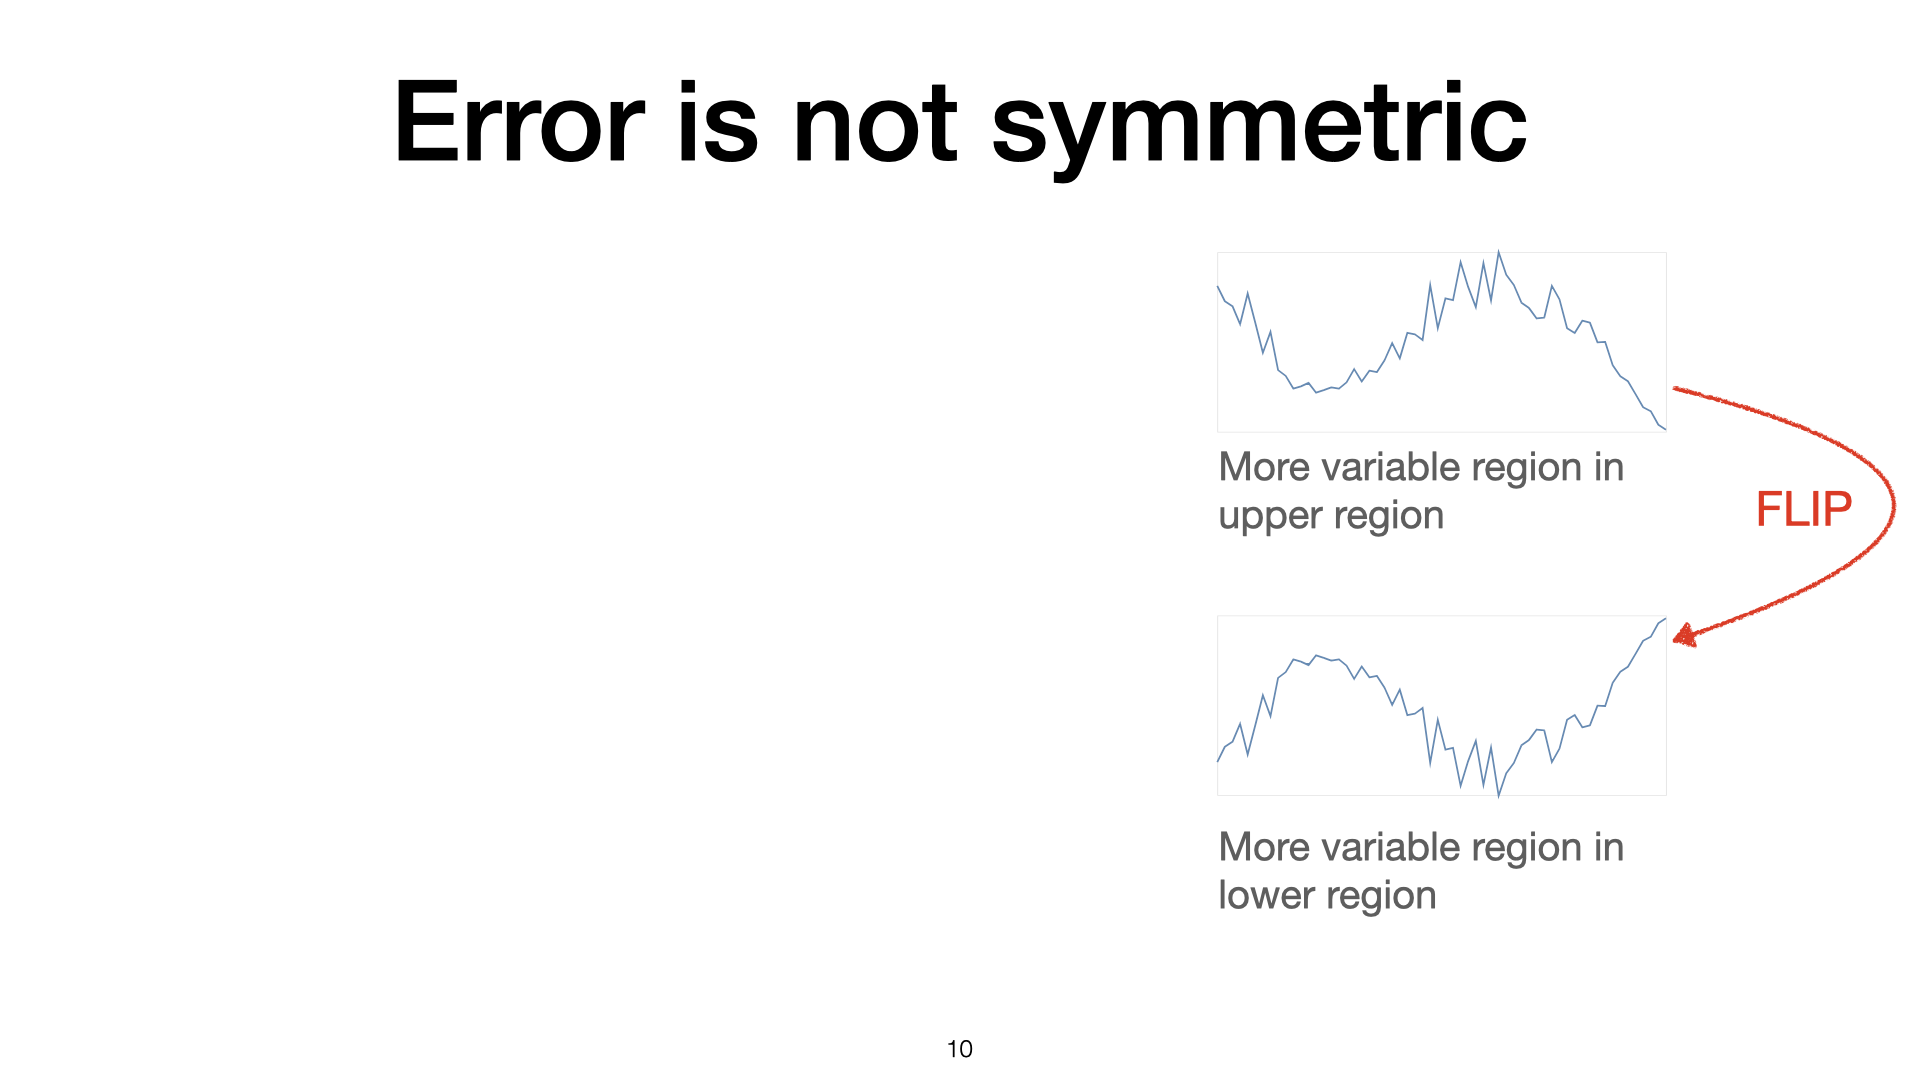 Error is not symmetric
More variable region in
upper region
FLIP
More variable region in
lower region
10